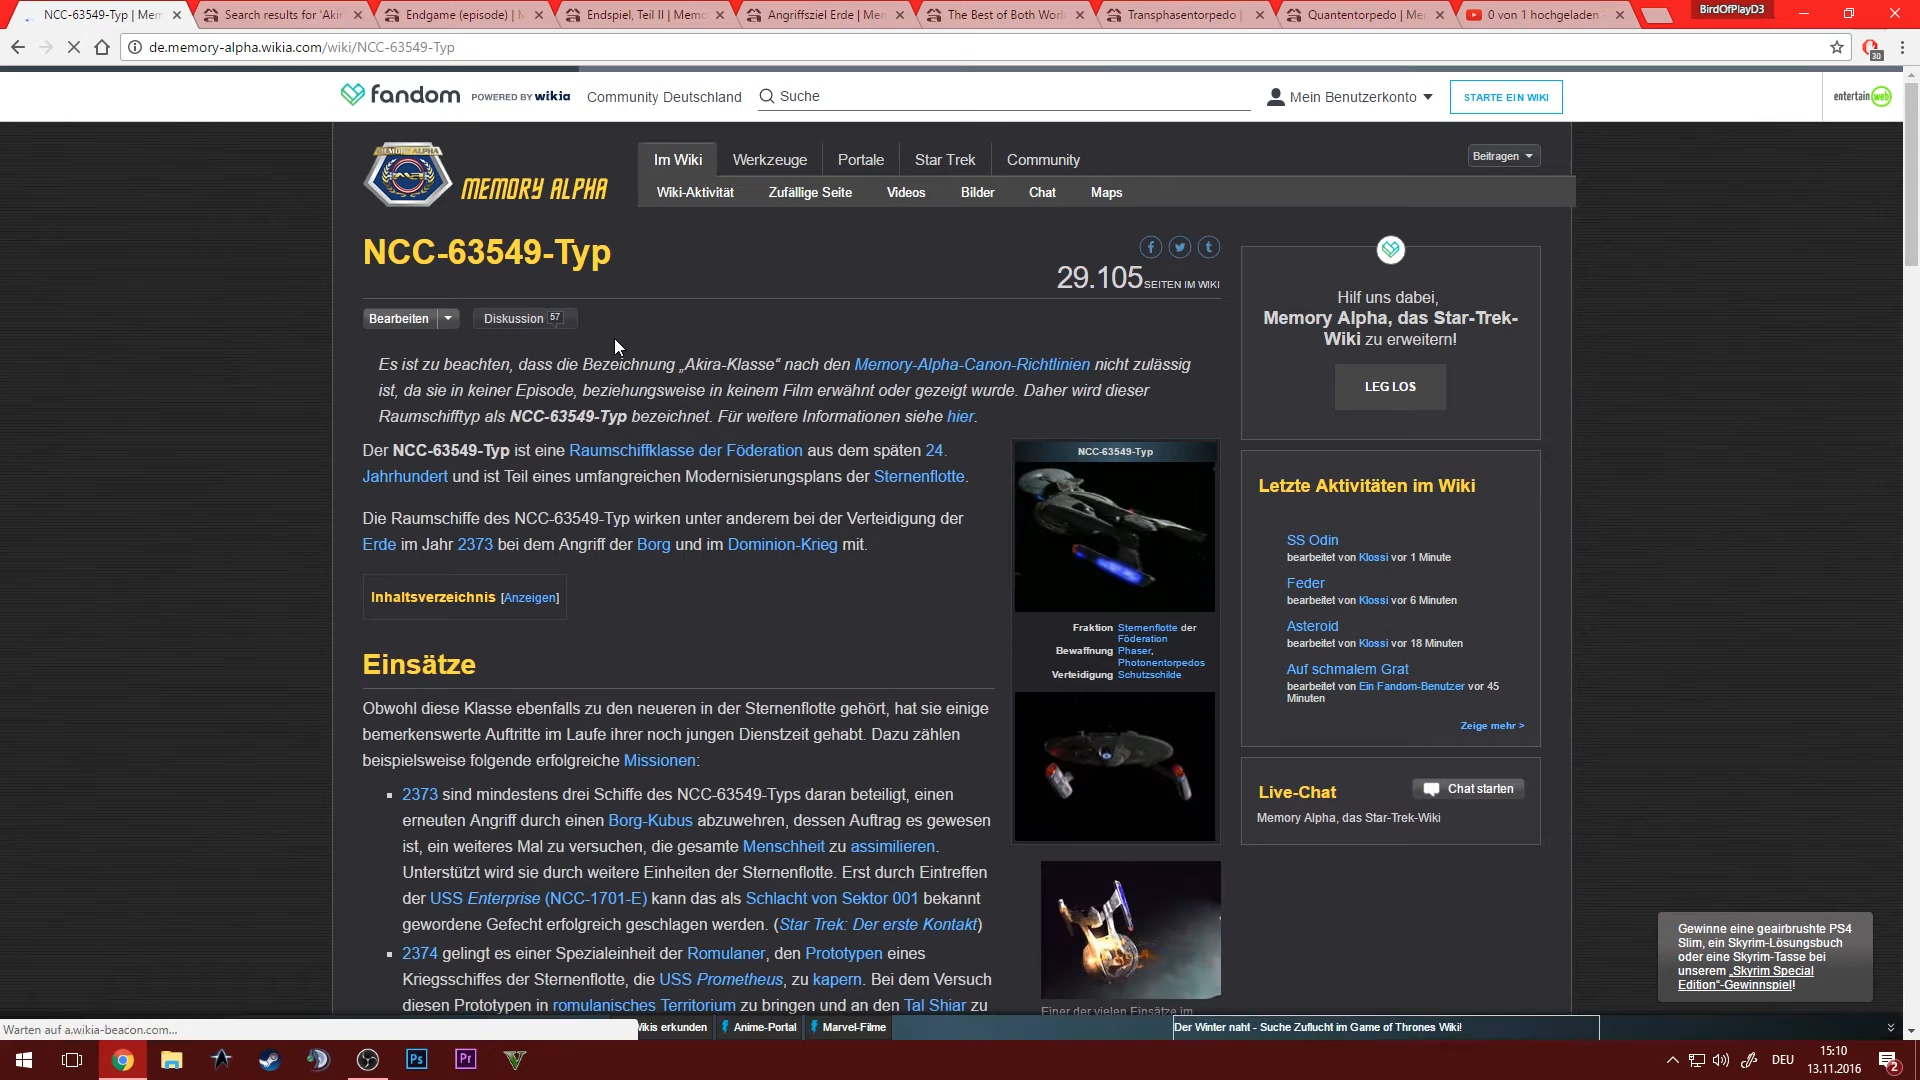 NCC-63549-Typ | Mem
Search results for 'Aki
Endgame (episode) | M
Endspiel, Teil II | Memo
Angriffsziel Erde | Mem
The Best of Both Worl
Transphasentorpedo |
Quantentorpedo | Me
0 von 1 hochgeladen -
BirdOfPlayD3
de.memory-alpha.wikia.com/wiki/NCC-63549-Typ
30
fandom
POWERED BY wikia
Community Deutschland
Suche
Mein Benutzerkonto
STARTE EIN WIKI
entertain web
MEMORY ALPHA
MEMORY ALPHA
Im Wiki
Werkzeuge
Portale
Star Trek
Community
Beitragen
Wiki-Aktivität
Zufällige Seite
Videos
Bilder
Chat
Maps
NCC-63549-Typ
29.105 SEITEN IM WIKI
Bearbeiten
Diskussion 57
Es ist zu beachten, dass die Bezeichnung „Akira-Klasse“ nach den Memory-Alpha-Canon-Richtlinien nicht zulässig
ist, da sie in keiner Episode, beziehungsweise in keinem Film erwähnt oder gezeigt wurde. Daher wird dieser
Raumschifftyp als NCC-63549-Typ bezeichnet. Für weitere Informationen siehe hier.
Der NCC-63549-Typ ist eine Raumschiffklasse der Föderation aus dem späten 24.
Jahrhundert und ist Teil eines umfangreichen Modernisierungsplans der Sternenflotte.
Die Raumschiffe des NCC-63549-Typ wirken unter anderem bei der Verteidigung der
Erde im Jahr 2373 bei dem Angriff der Borg und im Dominion-Krieg mit.
Inhaltsverzeichnis [Anzeigen]
Einsätze
Obwohl diese Klasse ebenfalls zu den neueren in der Sternenflotte gehört, hat sie einige
bemerkenswerte Auftritte im Laufe ihrer noch jungen Dienstzeit gehabt. Dazu zählen
beispielsweise folgende erfolgreiche Missionen:
2373 sind mindestens drei Schiffe des NCC-63549-Typs daran beteiligt, einen
erneuten Angriff durch einen Borg-Kubus abzuwehren, dessen Auftrag es gewesen
ist, ein weiteres Mal zu versuchen, die gesamte Menschheit zu assimilieren.
Unterstützt wird sie durch weitere Einheiten der Sternenflotte. Erst durch Eintreffen
der USS Enterprise (NCC-1701-E) kann das als Schlacht von Sektor 001 bekannt
gewordene Gefecht erfolgreich geschlagen werden. (Star Trek: Der erste Kontakt)
2374 gelingt es einer Spezialeinheit der Romulaner, den Prototypen eines
Kriegsschiffes der Sternenflotte, die USS Prometheus, zu kapern. Bei dem Versuch
diesen Prototypen in romulanisches Territorium zu bringen und an den Tal Shiar zu
NCC-63549-Typ
Fraktion Sternenflotte der
Föderation
Bewaffnung Phaser,
Photonentorpedos
Verteidigung Schutzschilde
Einer der vielen Einsätze im
Hilf uns dabei,
Memory Alpha, das Star-Trek-
Wiki zu erweitern!
LEG LOS
Letzte Aktivitäten im Wiki
SS Odin
bearbeitet von Klossi vor 1 Minute
Feder
bearbeitet von Klossi vor 6 Minuten
Asteroid
bearbeitet von Klossi vor 18 Minuten
Auf schmalem Grat
bearbeitet von Ein Fandom-Benutzer vor 45
Minuten
Zeige mehr >
Live-Chat
Chat starten
Memory Alpha, das Star-Trek-Wiki
Gewinne eine geairbrushte PS4
Slim, ein Skyrim-Lösungsbuch
oder eine Skyrim-Tasse bei
unserem „Skyrim Special
Edition“-Gewinnspiel!
Warten auf a.wikia-beacon.com...
Wikis erkunden
Anime-Portal
Marvel-Filme
Der Winter naht - Suche Zuflucht im Game of Thrones Wiki!
Ps
Pr
DEU
15:10
13.11.2016
2